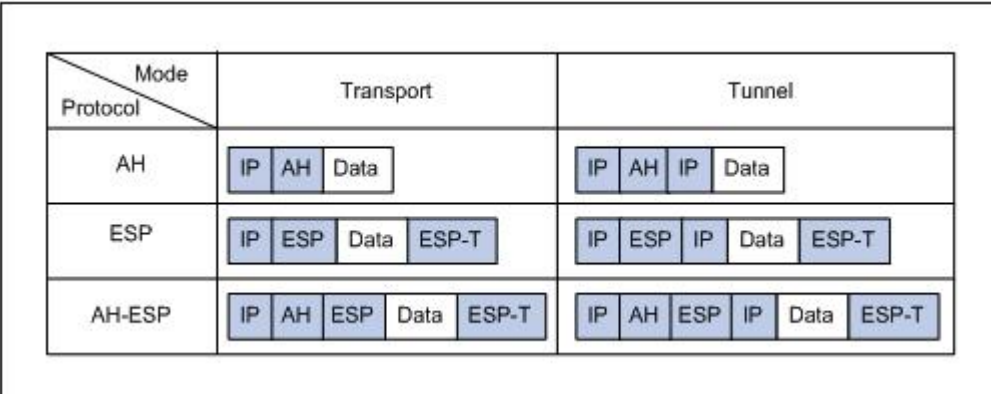 Mode
Protocol
Transport
Tunnel
AH
IP AH Data
IP AH IP Data
ESP
IP ESP Data ESP-T
IP ESP IP Data ESP-T
AH-ESP
IP AH ESP Data ESP-T
IP AH ESP IP Data ESP-T